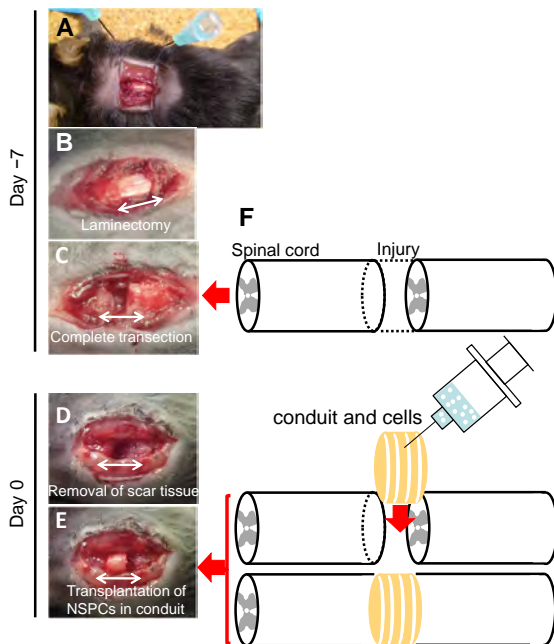 Day −7
A
B
Laminectomy
C
Complete transection
F
Spinal cord
Injury
conduit and cells
Day 0
D
Removal of scar tissue
E
Transplantation of
NSPCs in conduit